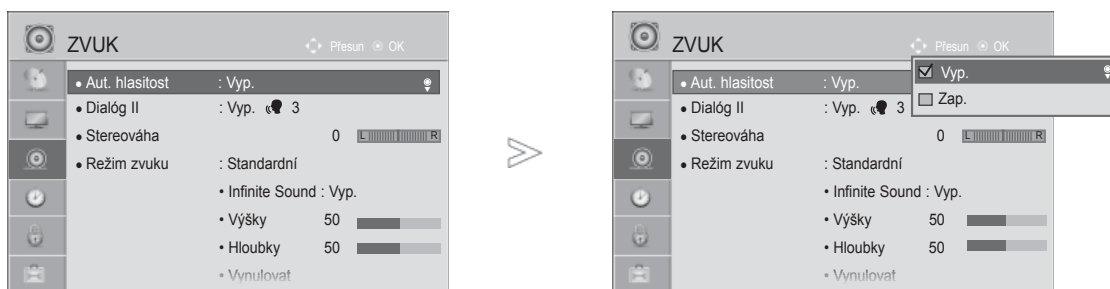 ZVUK
Přesun OK
• Aut. hlasitost : Vyp.
• Dialóg II : Vyp. 3
• Stereováha 0 L R
• Režim zvuku : Standardní
• Infinite Sound : Vyp.
• Výšky 50
• Hloubky 50
• Vynulovat
ZVUK
Přesun OK
• Aut. hlasitost : Vyp.
• Dialóg II : Vyp. 3
• Stereováha 0 L R
• Režim zvuku : Standardní
• Infinite Sound : Vyp.
• Výšky 50
• Hloubky 50
• Vynulovat
Vyp.
Zap.